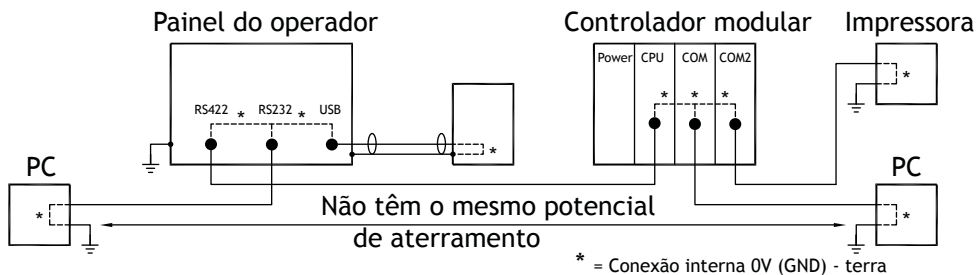 Painel do operador
Controlador modular
Impressora
Power
CPU
COM
COM2
*
RS422
*
RS232
*
USB
*
*
*
PC
*
*
PC
*
Não têm o mesmo potencial
de aterramento
* = Conexão interna 0V (GND) - terra